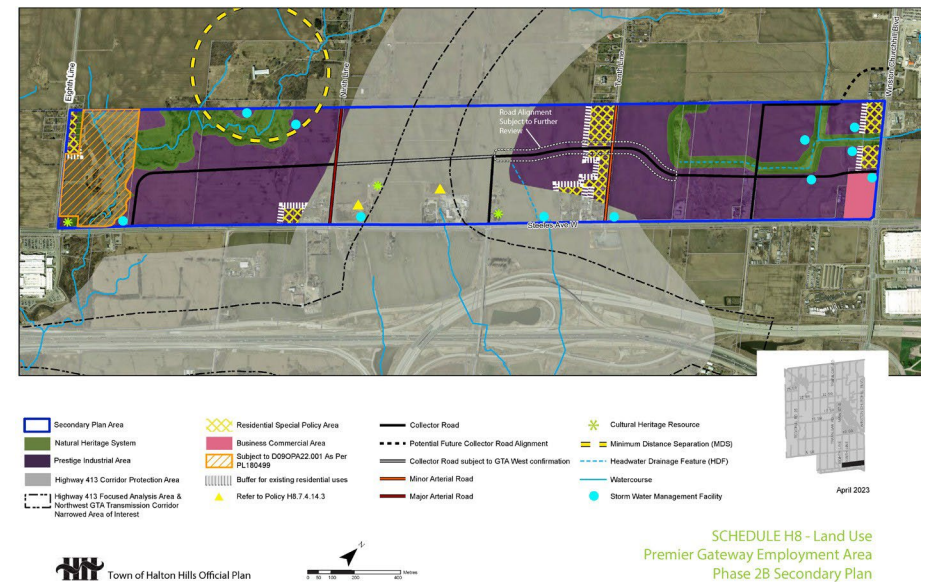 Eighth Line
Ninth Line
Tenth Line
Winston Churchill Blvd
Road Alignment
Subject to Further
Review
Steeles Ave W
Secondary Plan Area
Natural Heritage System
Prestige Industrial Area
Highway 413 Corridor Protection Area
Highway 413 Focused Analysis Area &
Northwest GTA Transmission Corridor
Narrowed Area of Interest
Residential Special Policy Area
Business Commercial Area
Subject to D09OPA22.001 As Per
PL180499
Buffer for existing residential uses
Refer to Policy H8.7.4.14.3
Collector Road
Potential Future Collector Road Alignment
Collector Road subject to GTA West confirmation
Minor Arterial Road
Major Arterial Road
Cultural Heritage Resource
Minimum Distance Separation (MDS)
Headwater Drainage Feature (HDF)
Watercourse
Storm Water Management Facility
April 2023
SCHEDULE H8 - Land Use
Premier Gateway Employment Area
Phase 2B Secondary Plan
Town of Halton Hills Official Plan
N
0 50 100 200 400 Metres